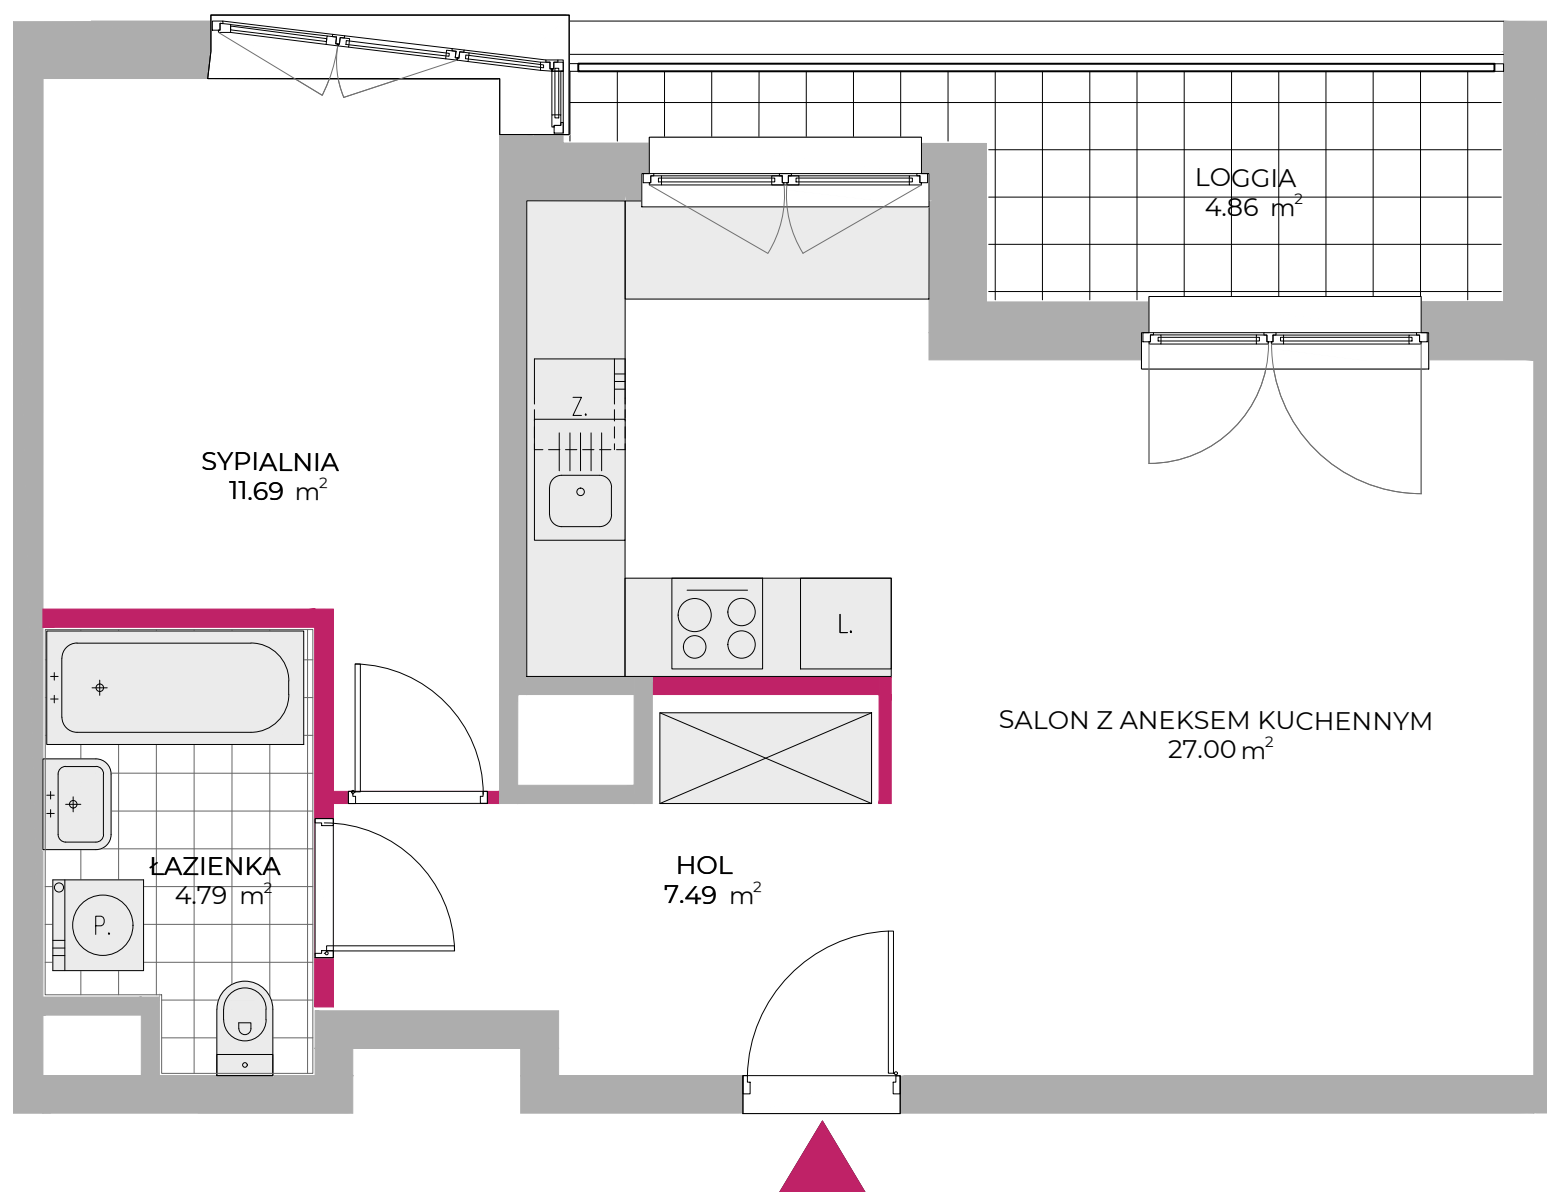 LOGGIA
4.86 m²
Z.
SYPIALNIA
11.69 m²
L.
SALON Z ANEKSEM KUCHENNYM
27.00 m²
ŁAZIENKA
4.79 m²
HOL
7.49 m²
P.